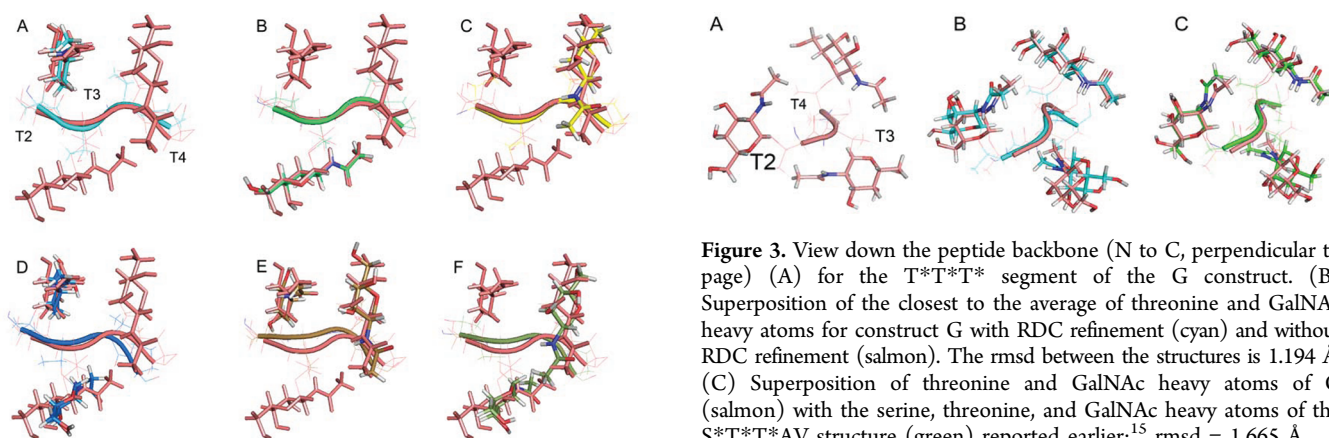 A
B
C
T3
T2
T4
D
E
F
A
B
C
T4
T3
T2
Figure 3. View down the peptide backbone (N to C, perpendicular t
page) (A) for the T*T*T* segment of the G construct. (B
Superposition of the closest to the average of threonine and GalNA
heavy atoms for construct G with RDC refinement (cyan) and withou
RDC refinement (salmon). The rmsd between the structures is 1.194 Å
(C) Superposition of threonine and GalNAc heavy atoms of
(salmon) with the serine, threonine, and GalNAc heavy atoms of th
S*T*T*AV structure (green) reported earlier;15 rmsd = 1.665 Å.